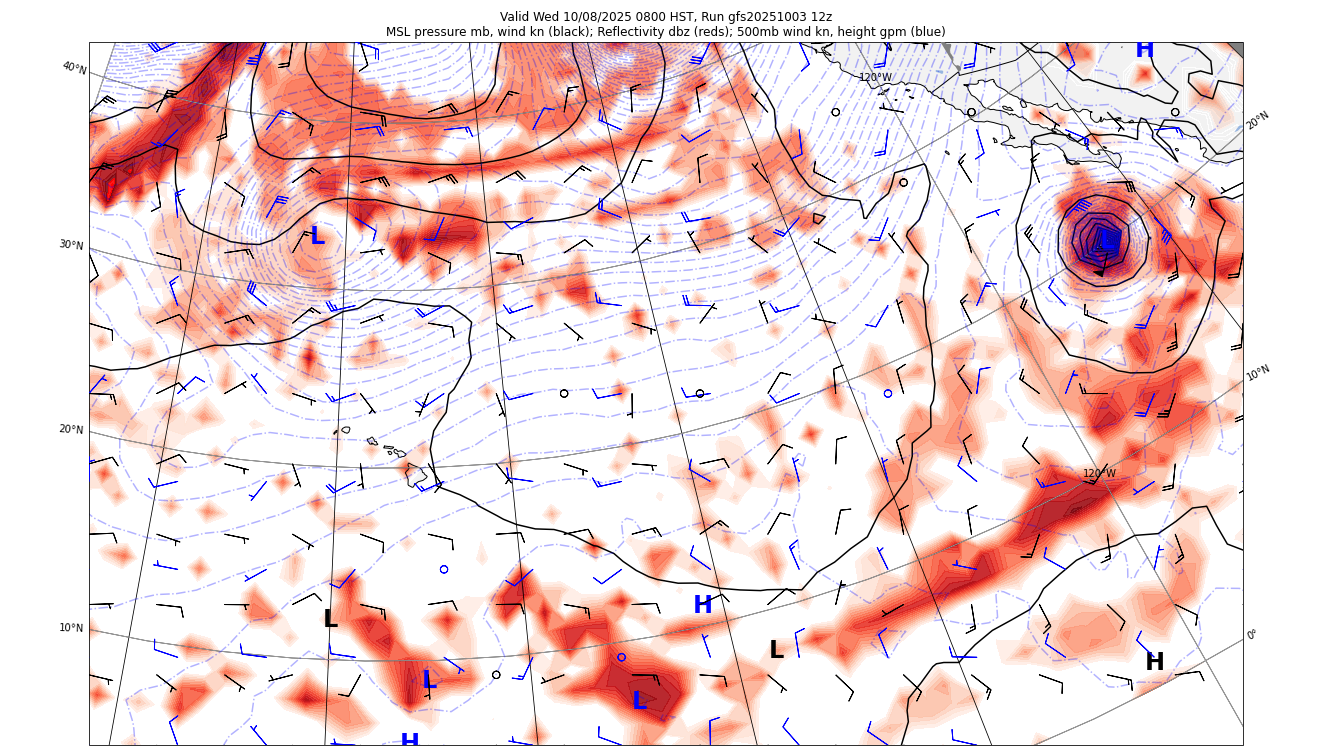 Valid Wed 10/08/2025 0800 HST, Run gfs20251003 12z
MSL pressure mb, wind kn (black); Reflectivity dbz (reds); 500mb wind kn, height gpm (blue)
H
40°N
120°W
20°N
L
30°N
10°N
20°N
120°W
H
L
10°N
0°
L
H
L
L
H